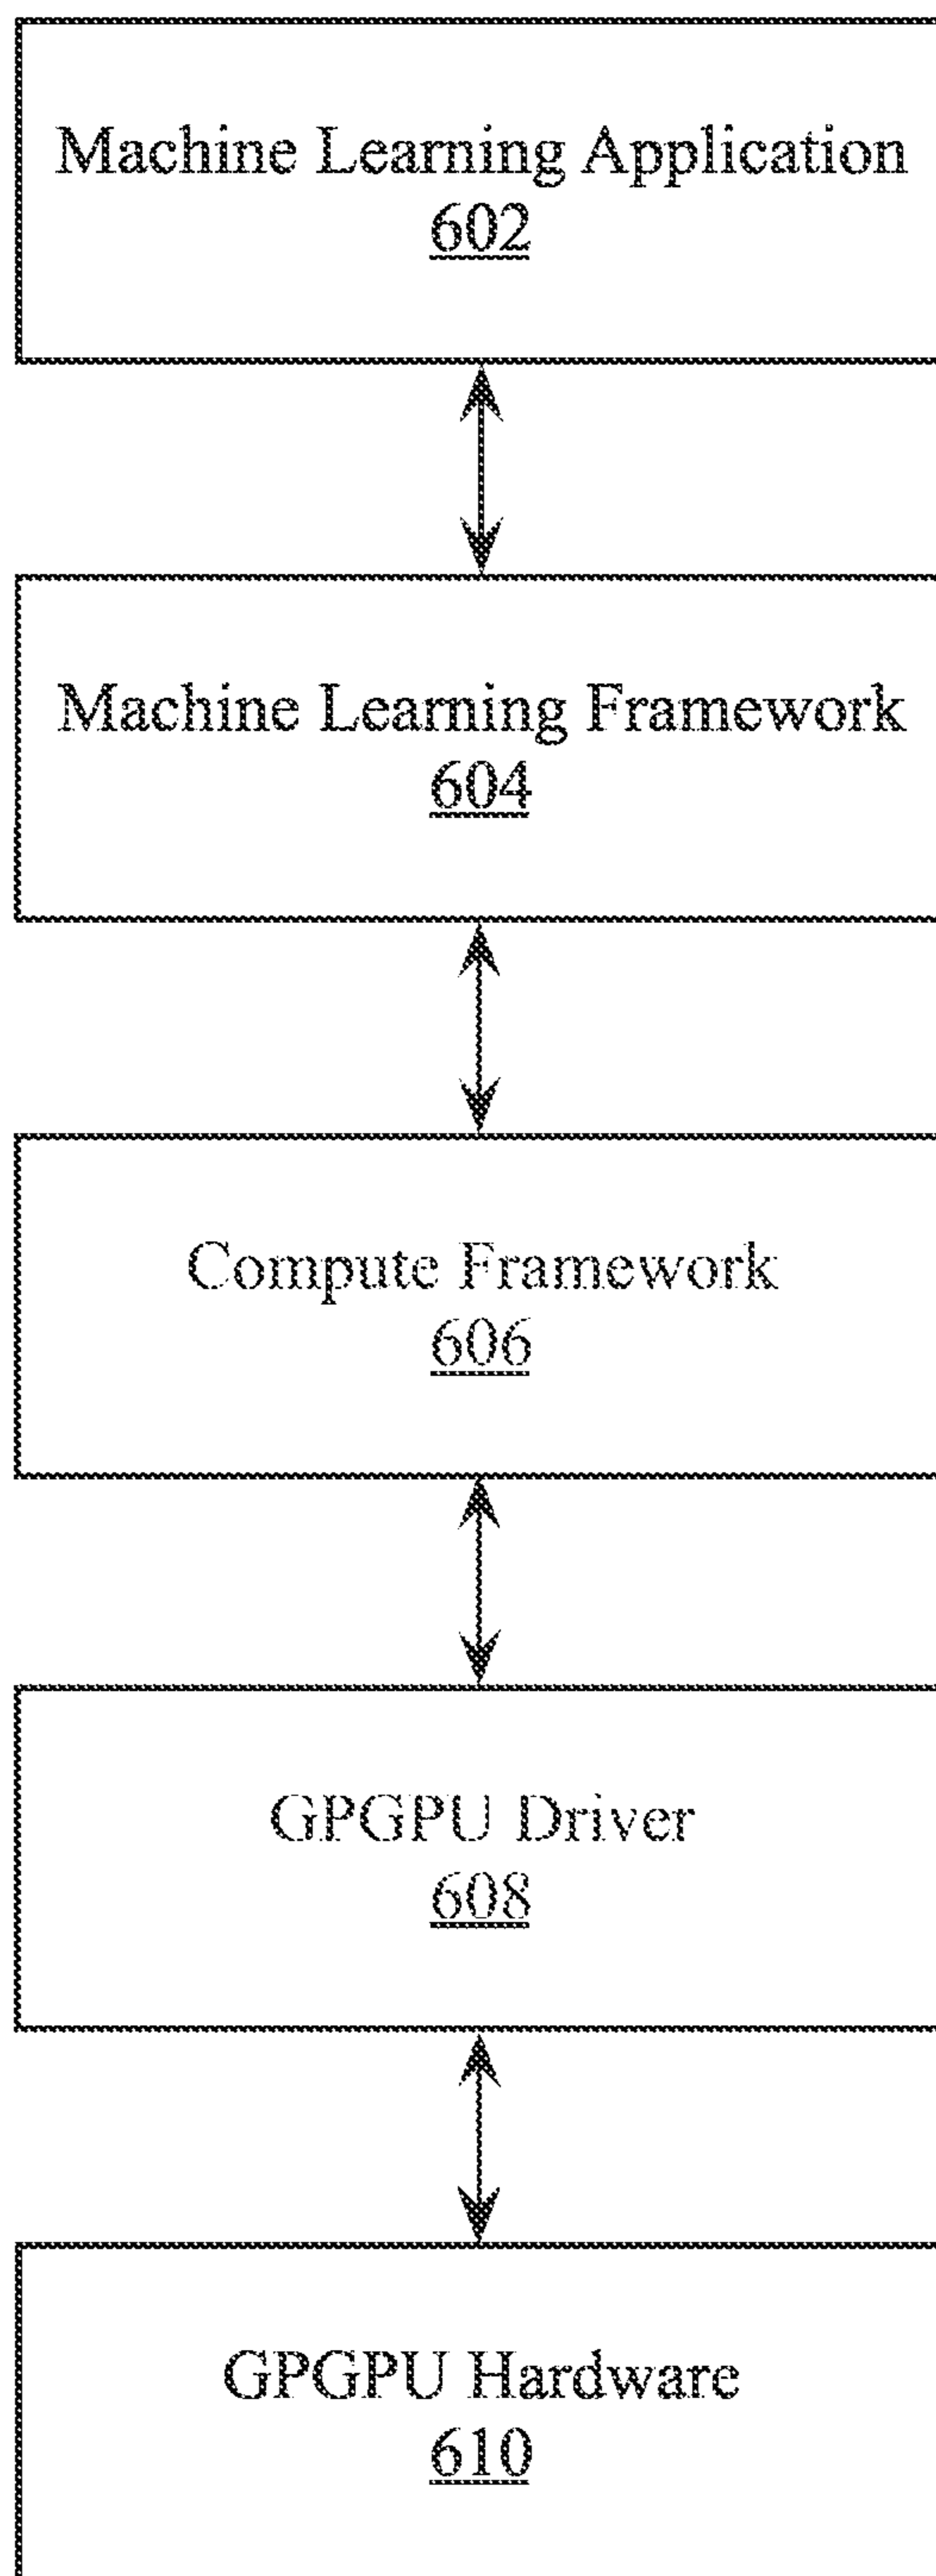 Machine Learning Application
602
Machine Learning Framework
604
Compute Framework
606
GPGPU Driver
608
GPGPU Hardware
610